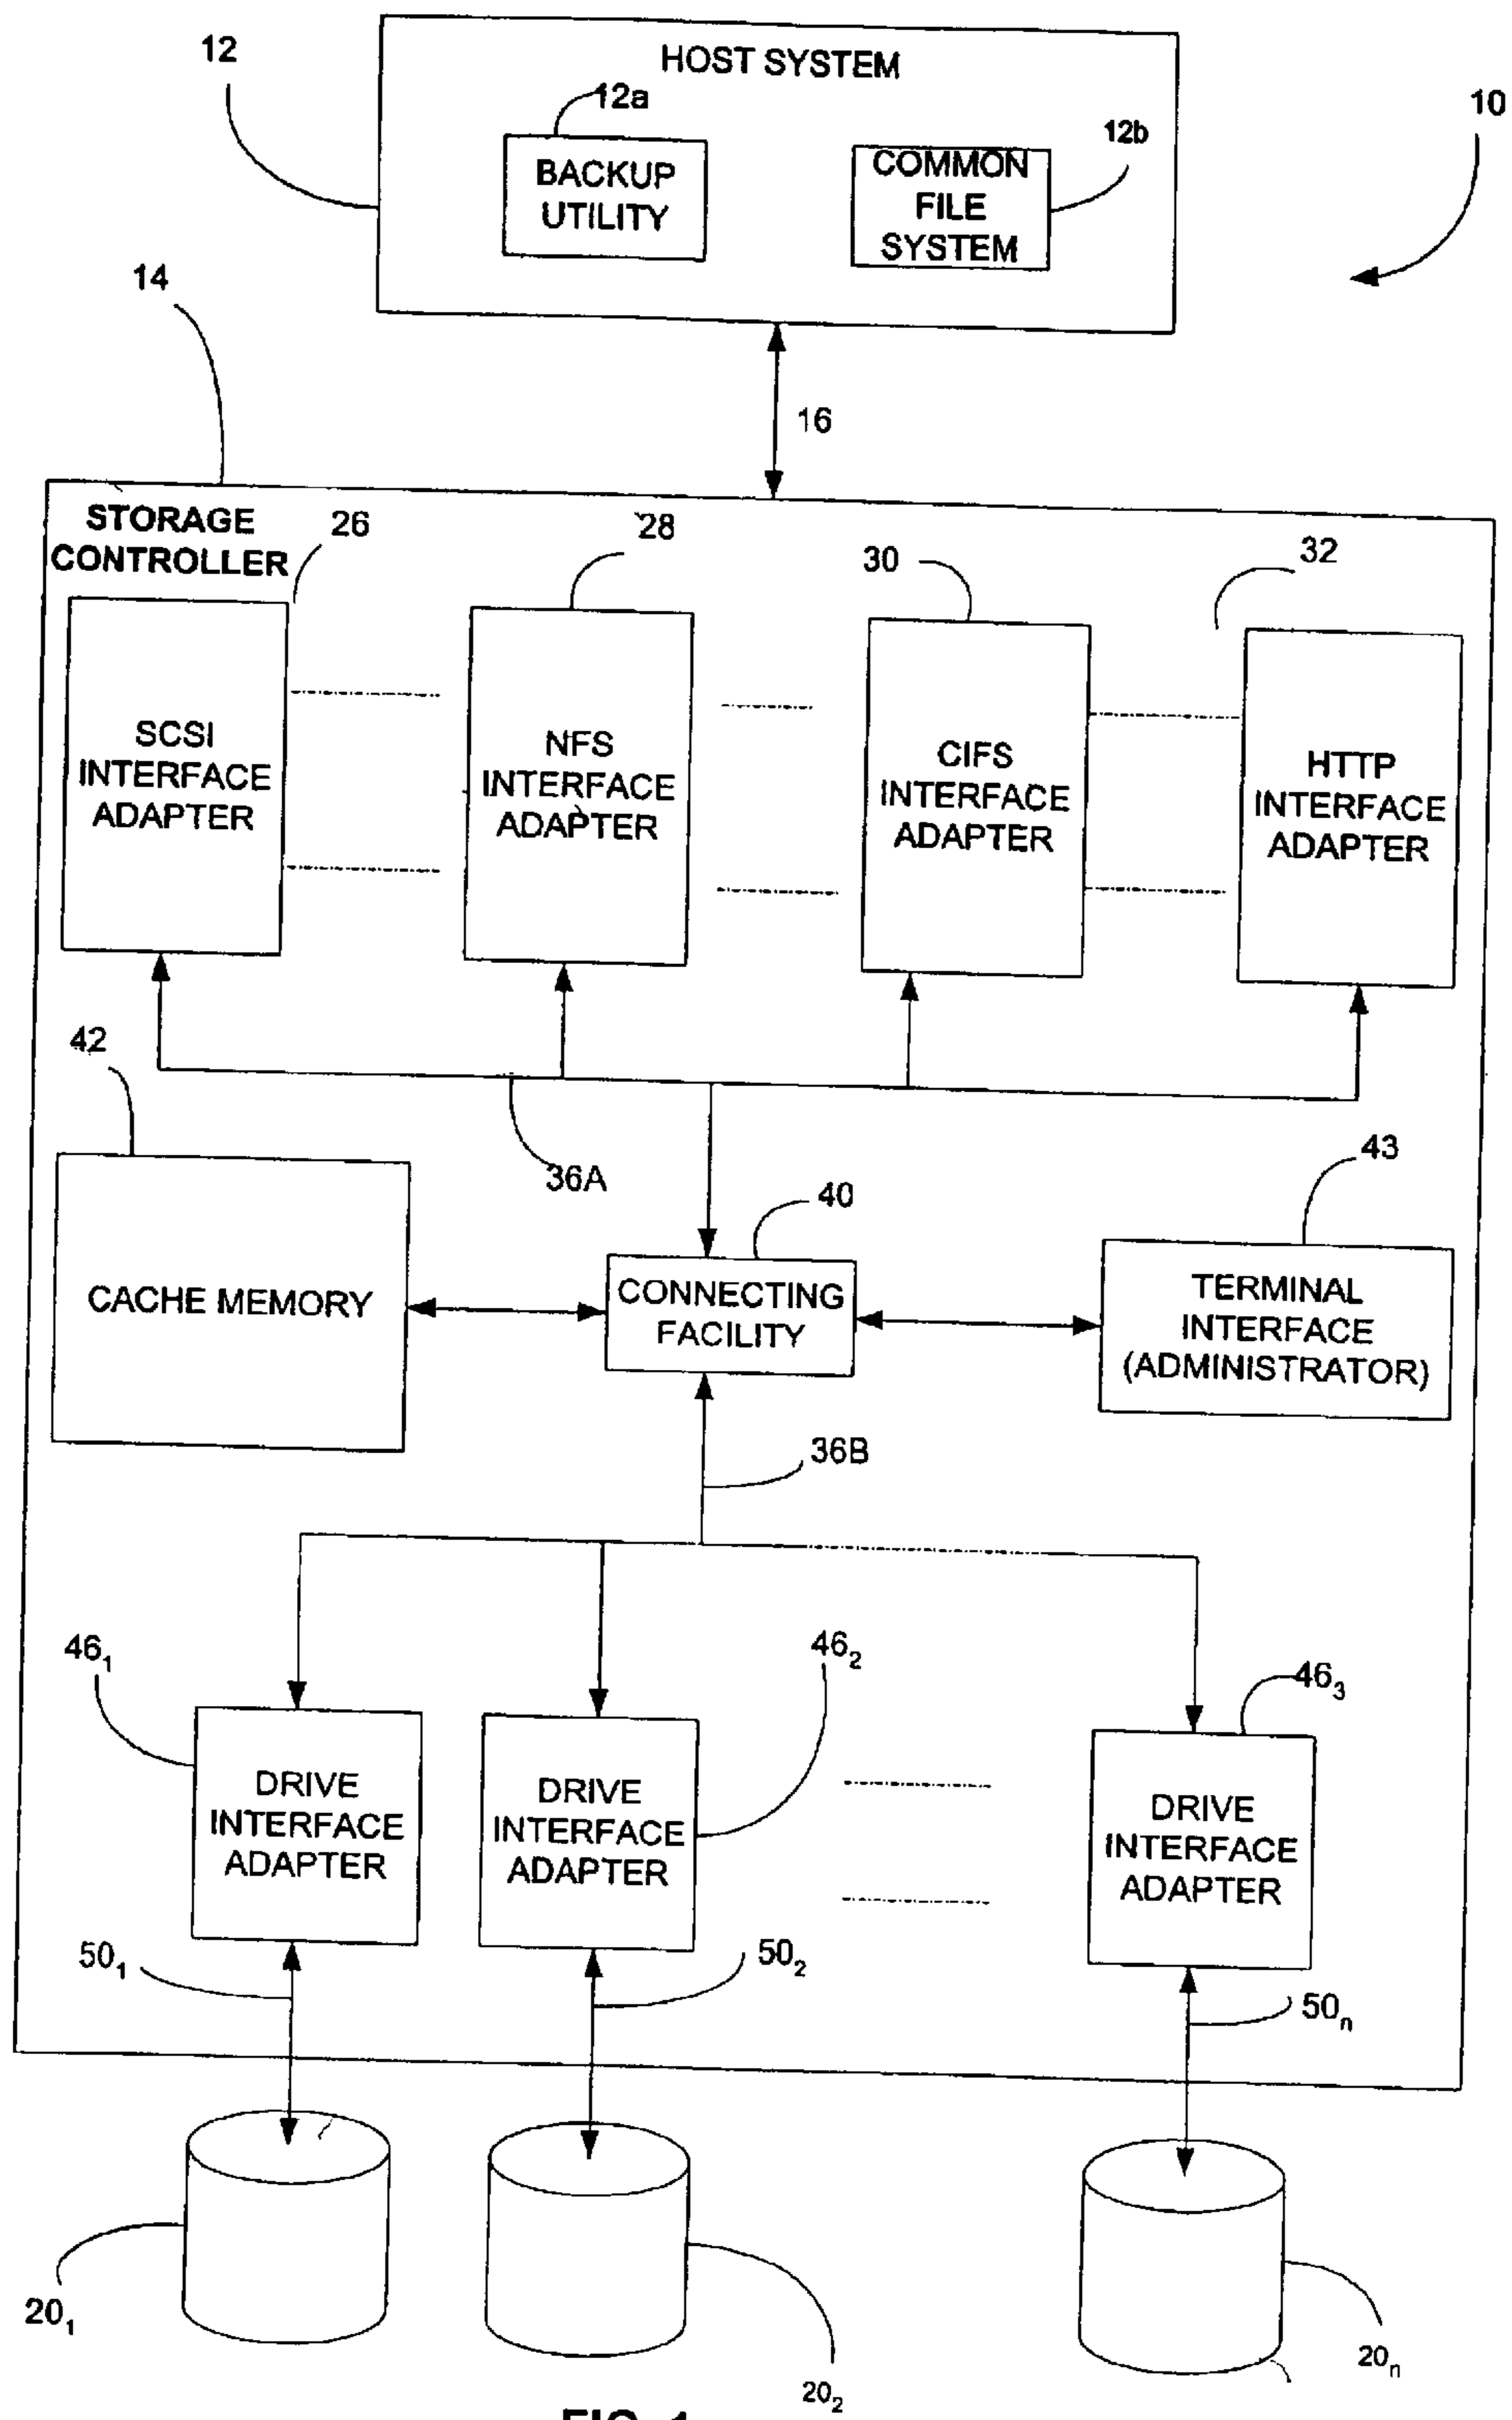 12
HOST SYSTEM
12a
12b
10
BACKUP
UTILITY
COMMON
FILE
SYSTEM
14
16
STORAGE
CONTROLLER
26
28
30
32
SCSI
INTERFACE
ADAPTER
NFS
INTERFACE
ADAPTER
CIFS
INTERFACE
ADAPTER
HTTP
INTERFACE
ADAPTER
42
36A
40
43
CACHE MEMORY
CONNECTING
FACILITY
TERMINAL
INTERFACE
(ADMINISTRATOR)
36B
46₁
46₂
46₃
DRIVE
INTERFACE
ADAPTER
DRIVE
INTERFACE
ADAPTER
DRIVE
INTERFACE
ADAPTER
50₁
50₂
50ₙ
20₁
20₂
20ₙ
FIG. 1